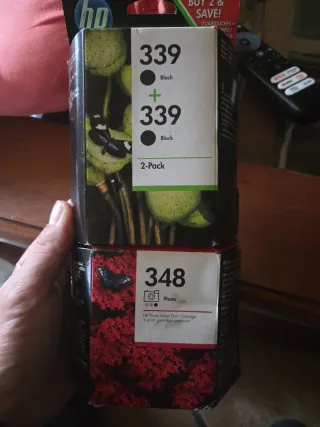 hp
BUY 2 &
SAVE!
339
Black
+
339
Black
2-Pack
348
Photo